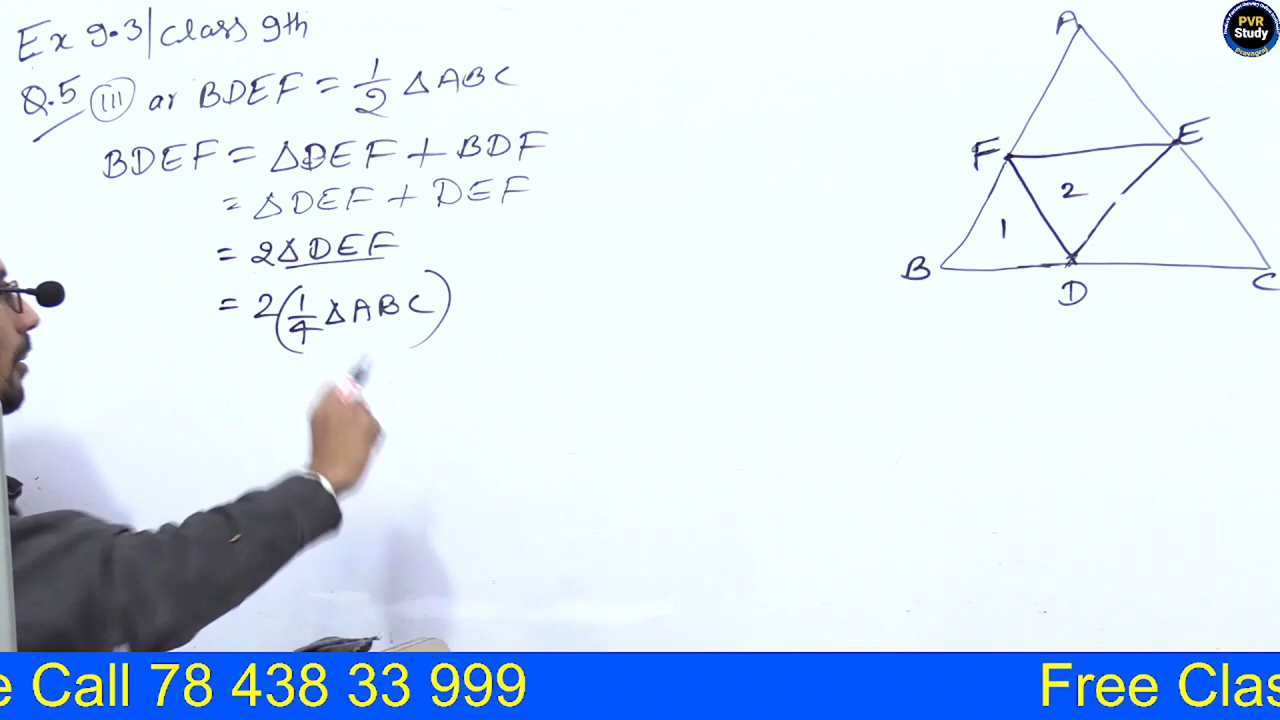 Ex 9.3 | Class 9th
Q.5 (III) ar BDEF = 1/2 △ABC
BDEF = △DEF + BDF
= △DEF + DEF
= 2△DEF
= 2(1/4 △ABC)
A
F
E
2
1
B
D
C
PVR
Study
Prayagraj
e Call 78 438 33 999
Free Clas